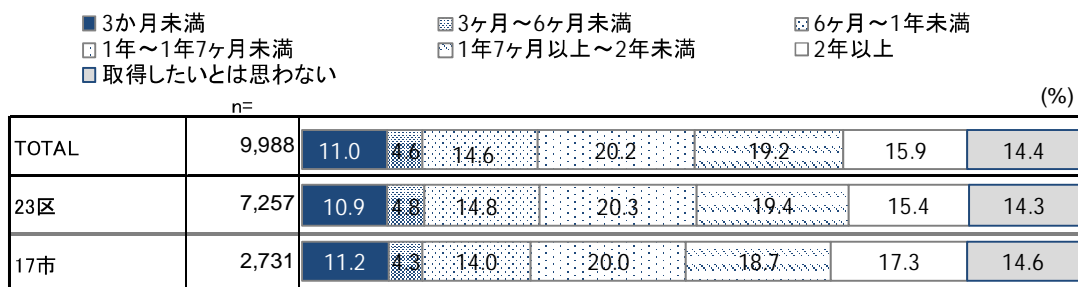 3か月未満 3ヶ月～6ヶ月未満 6ヶ月～1年未満
1年～1年7ヶ月未満 1年7ヶ月以上～2年未満 2年以上
取得したいとは思わない
n= (%)
TOTAL 9,988 11.0 4.6 14.6 20.2 19.2 15.9 14.4
23区 7,257 10.9 4.8 14.8 20.3 19.4 15.4 14.3
17市 2,731 11.2 4.3 14.0 20.0 18.7 17.3 14.6